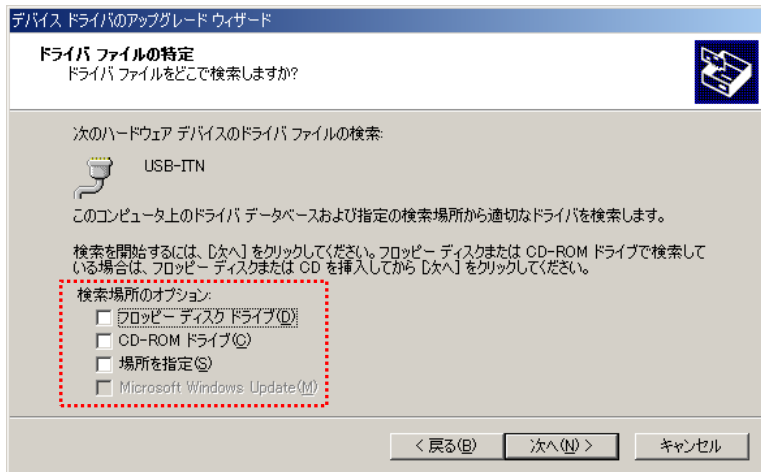 デバイス ドライバのアップグレード ウィザード
ドライバ ファイルの特定
ドライバ ファイルをどこで検索しますか?
次のハードウェア デバイスのドライバ ファイルの検索:
USB-ITN
このコンピュータ上のドライバ データベースおよび指定の検索場所から適切なドライバを検索します。
検索を開始するには、[次へ] をクリックしてください。フロッピー ディスクまたは CD-ROM ドライブで検索して
いる場合は、フロッピー ディスクまたは CD を挿入してから [次へ] をクリックしてください。
検索場所のオプション:
フロッピー ディスク ドライブ(D)
CD-ROM ドライブ(C)
場所を指定(S)
Microsoft Windows Update(M)
< 戻る(B) 次へ(N) > キャンセル